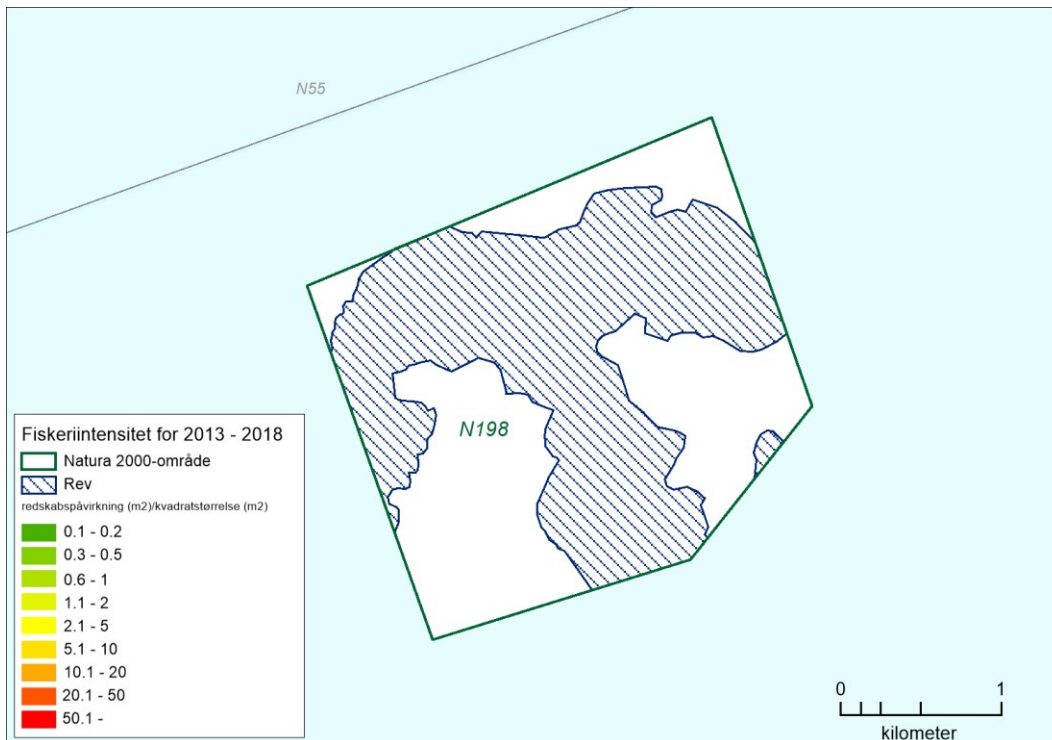 N55
N198
Fiskeriintensitet for 2013 - 2018
Natura 2000-område
Rev
redskabspåvirkning (m2)/kvadratstørrelse (m2)
0.1 - 0.2
0.3 - 0.5
0.6 - 1
1.1 - 2
2.1 - 5
5.1 - 10
10.1 - 20
20.1 - 50
50.1 -
0 1
kilometer